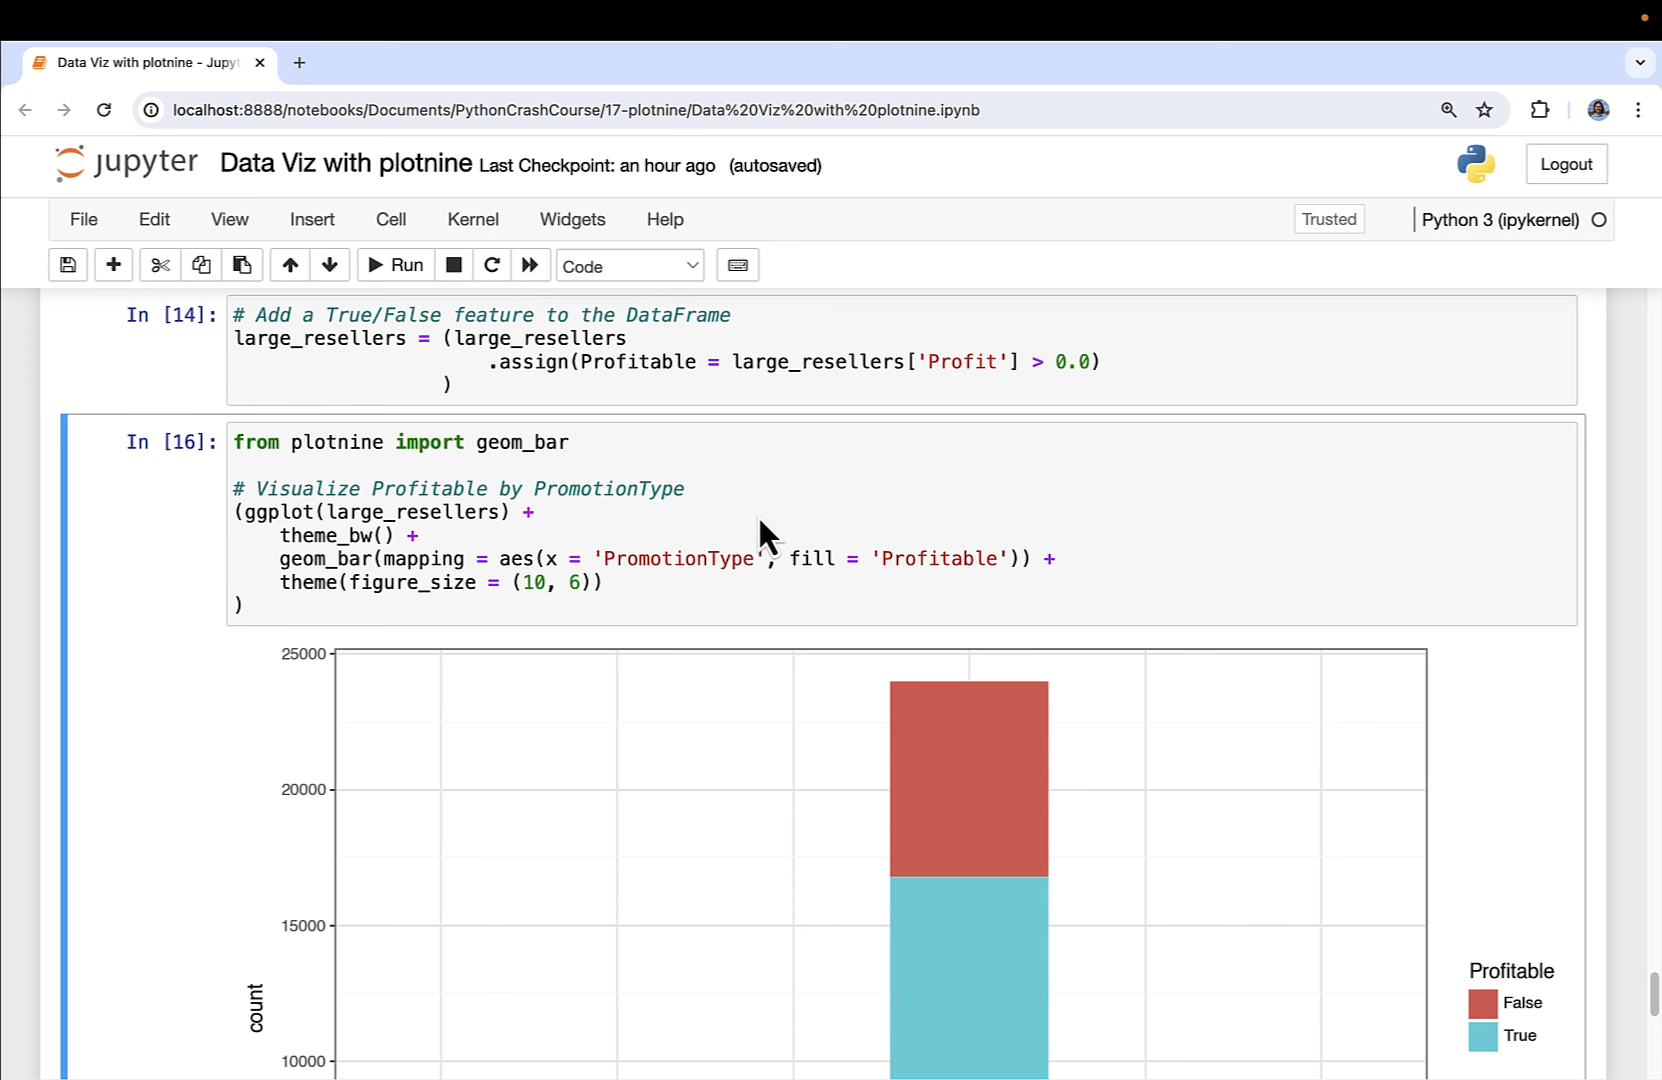 Data Viz with plotnine - Jupyt
localhost:8888/notebooks/Documents/PythonCrashCourse/17-plotnine/Data%20Viz%20with%20plotnine.ipynb
jupyter Data Viz with plotnine Last Checkpoint: an hour ago (autosaved)
Logout
File Edit View Insert Cell Kernel Widgets Help
Trusted
Python 3 (ipykernel)
Run
Code
In [14]: # Add a True/False feature to the DataFrame
large_resellers = (large_resellers
.assign(Profitable = large_resellers['Profit'] > 0.0)
)
In [16]: from plotnine import geom_bar
# Visualize Profitable by PromotionType
(ggplot(large_resellers) +
theme_bw() +
geom_bar(mapping = aes(x = 'PromotionType', fill = 'Profitable')) +
theme(figure_size = (10, 6))
)
25000
20000
15000
10000
count
Profitable
False
True